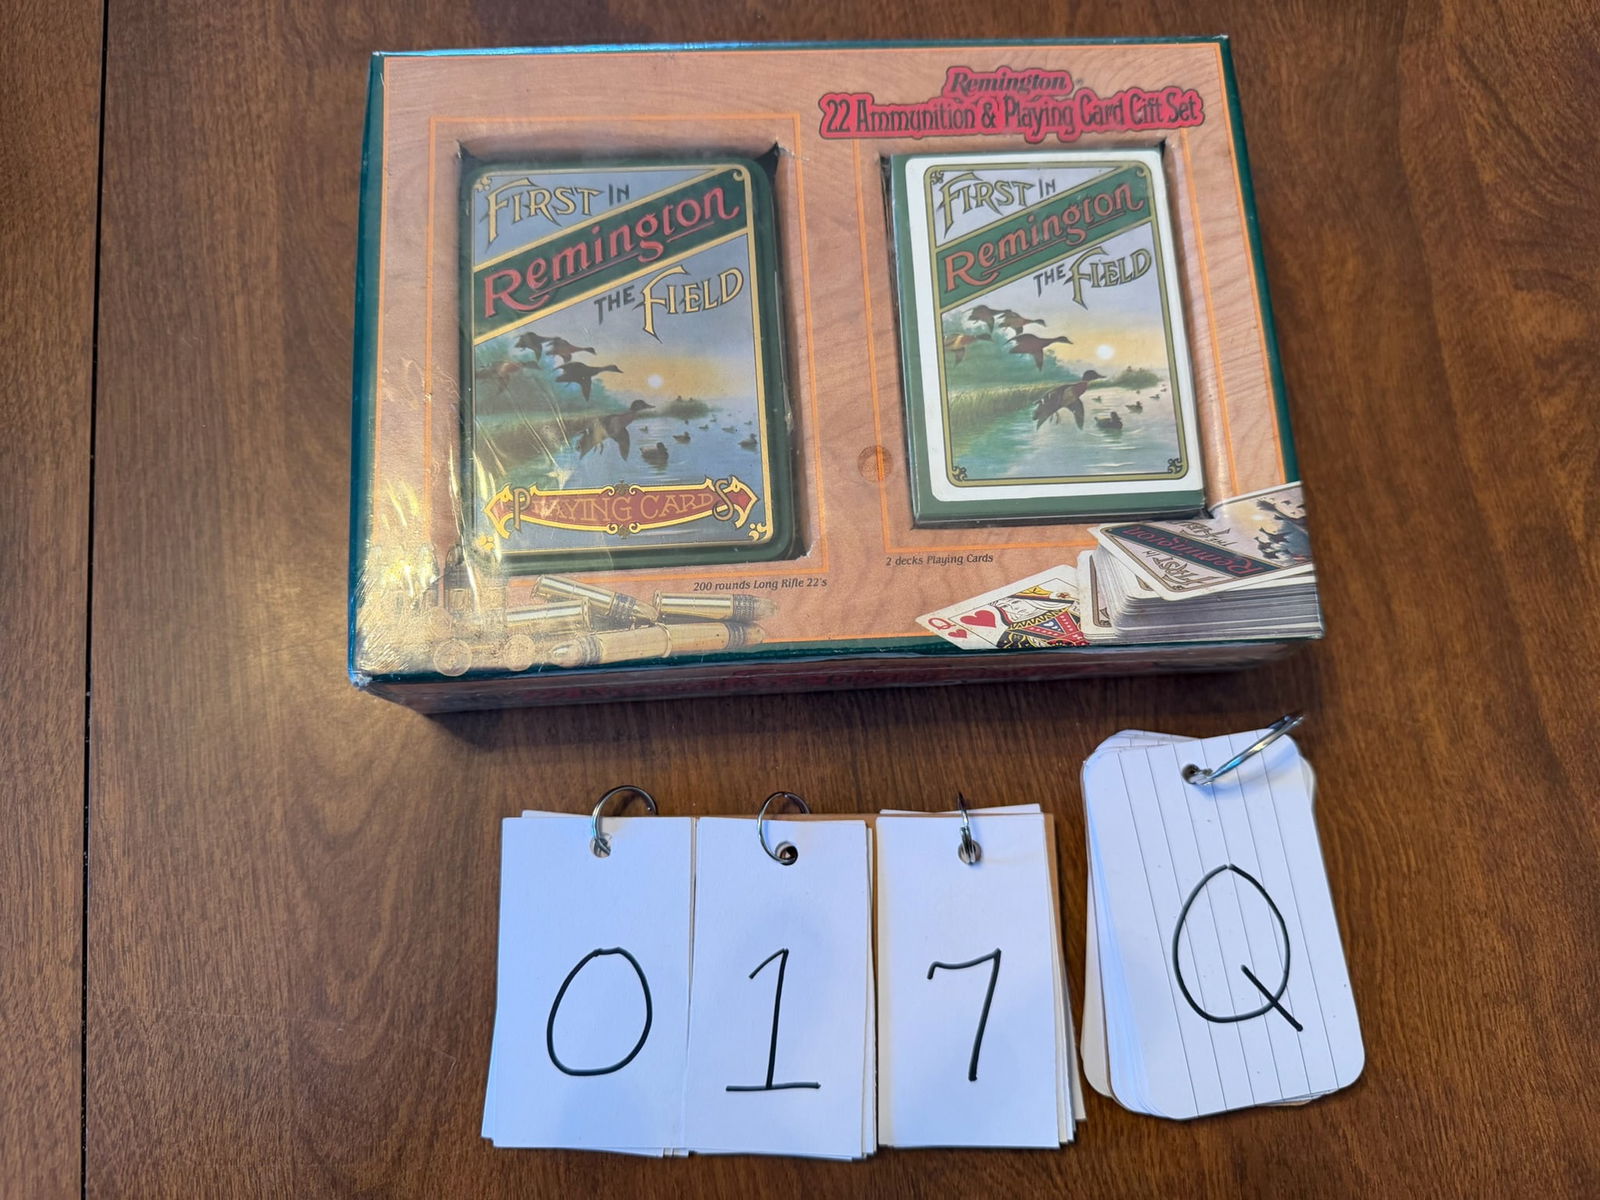 Remington
22 Ammunition & Playing Card Gift Set
FIRST IN
Remington
THE FIELD
PLAYING CARDS
200 rounds Long Rifle 22's
FIRST IN
Remington
THE FIELD
2 decks Playing Cards
Q
Remington
0 1 7 Q